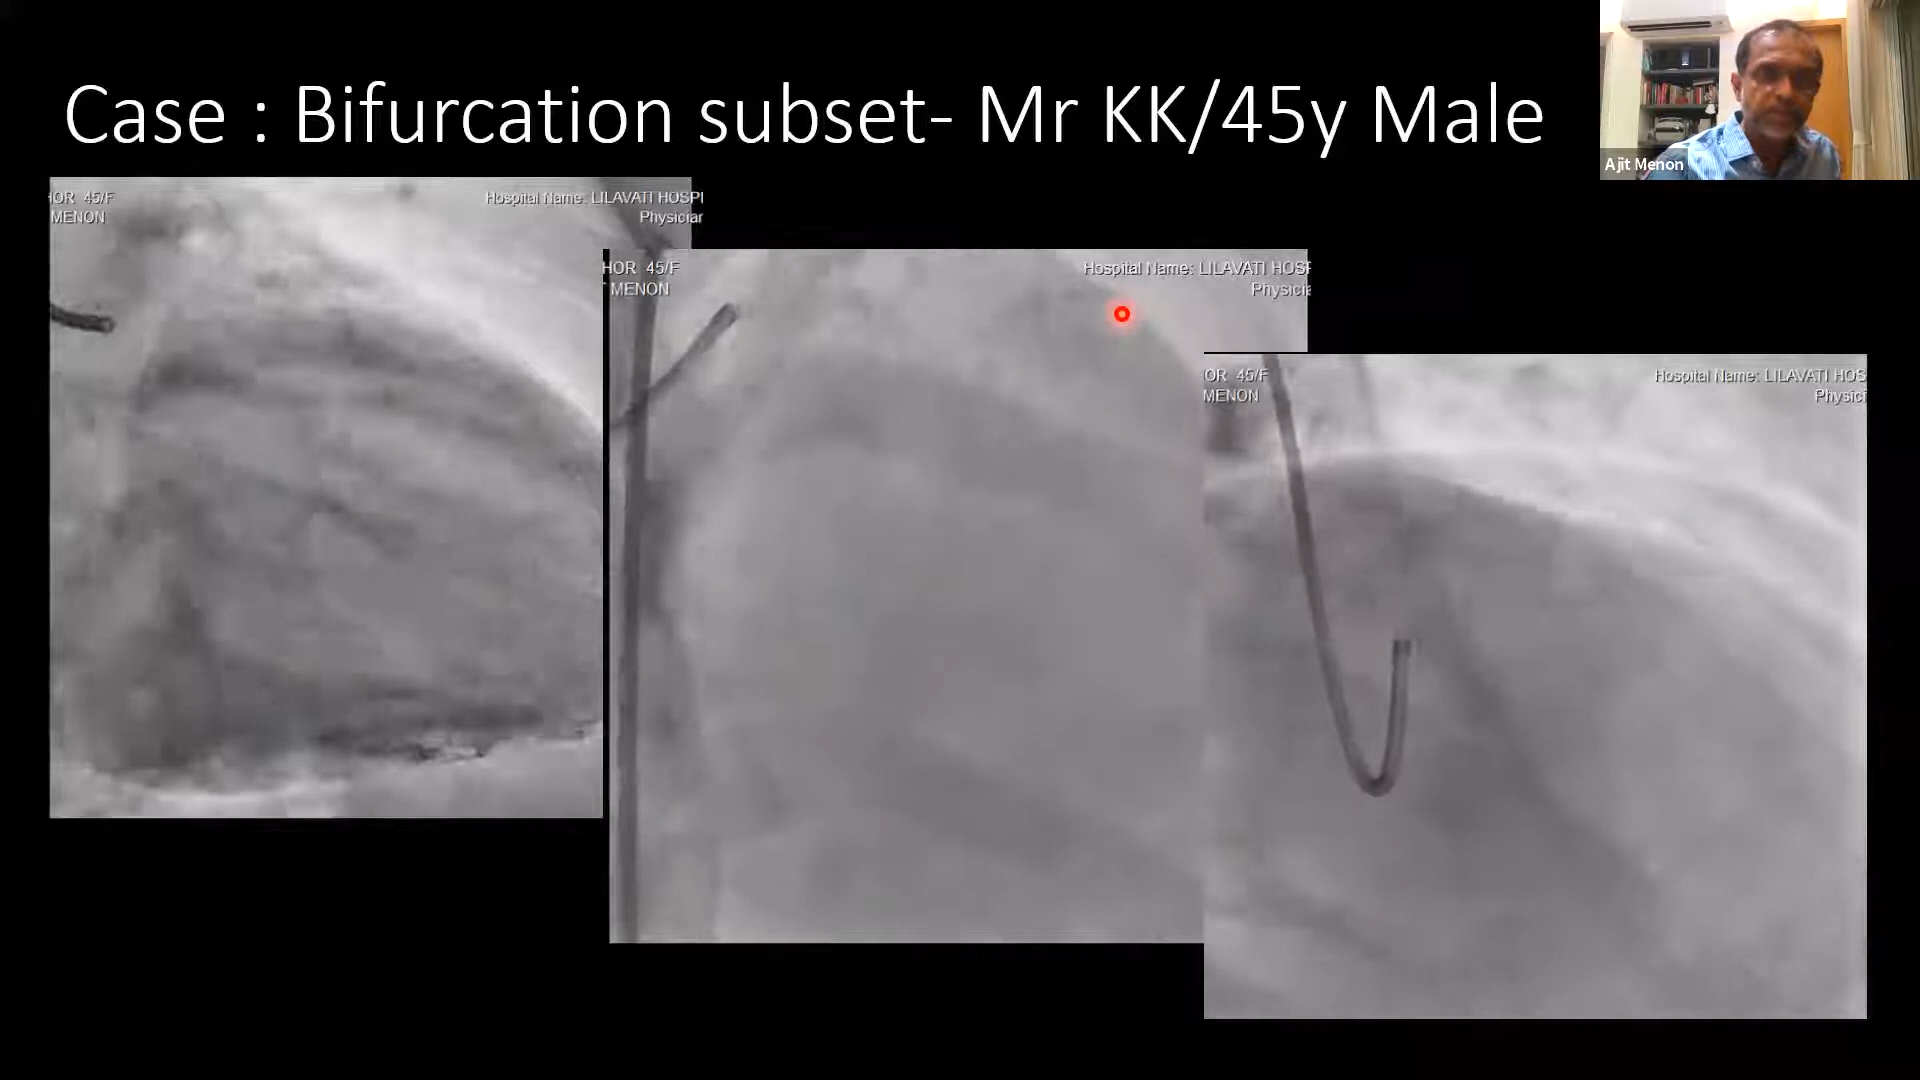 Case : Bifurcation subset- Mr KK/45y Male
Ajit Menon
HOR 45/F
MENON
Hospital Name: LILAVATI HOSPI
Physician
HOR 45/F
MENON
Hospital Name: LILAVATI HOSP
Physicia
OR 45/F
MENON
Hospital Name: LILAVATI HOS
Physici